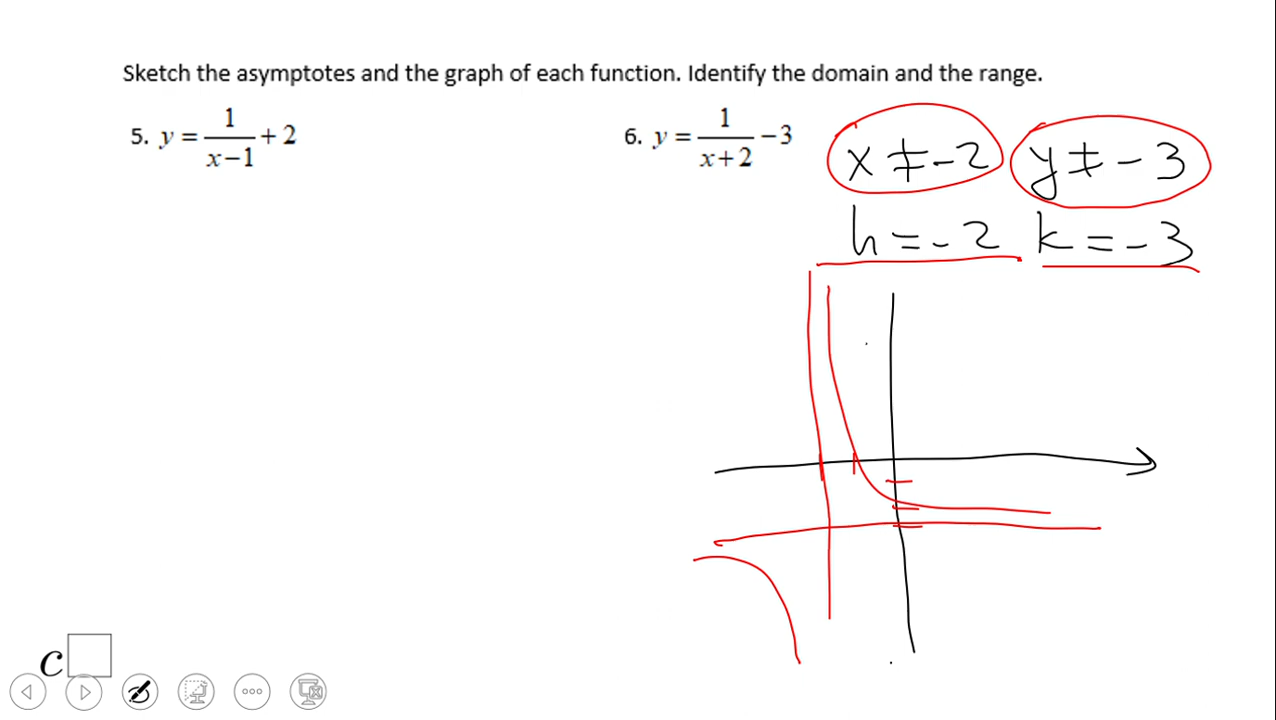 Sketch the asymptotes and the graph of each function. Identify the domain and the range.
5. y = 1/(x−1) + 2
6. y = 1/(x+2) − 3
x ≠ -2 y ≠ -3
h = -2 k = -3
c